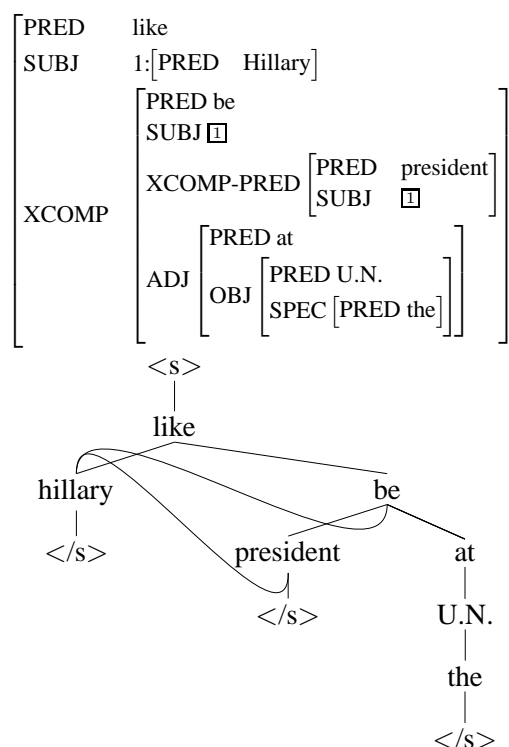 PRED like
SUBJ 1:[PRED Hillary]
PRED be
SUBJ 1
XCOMP-PRED PRED president
SUBJ 1
XCOMP
PRED at
ADJ OBJ PRED U.N.
SPEC [PRED the]
<s>
like
hillary be
</s> president at
</s> U.N.
the
</s>